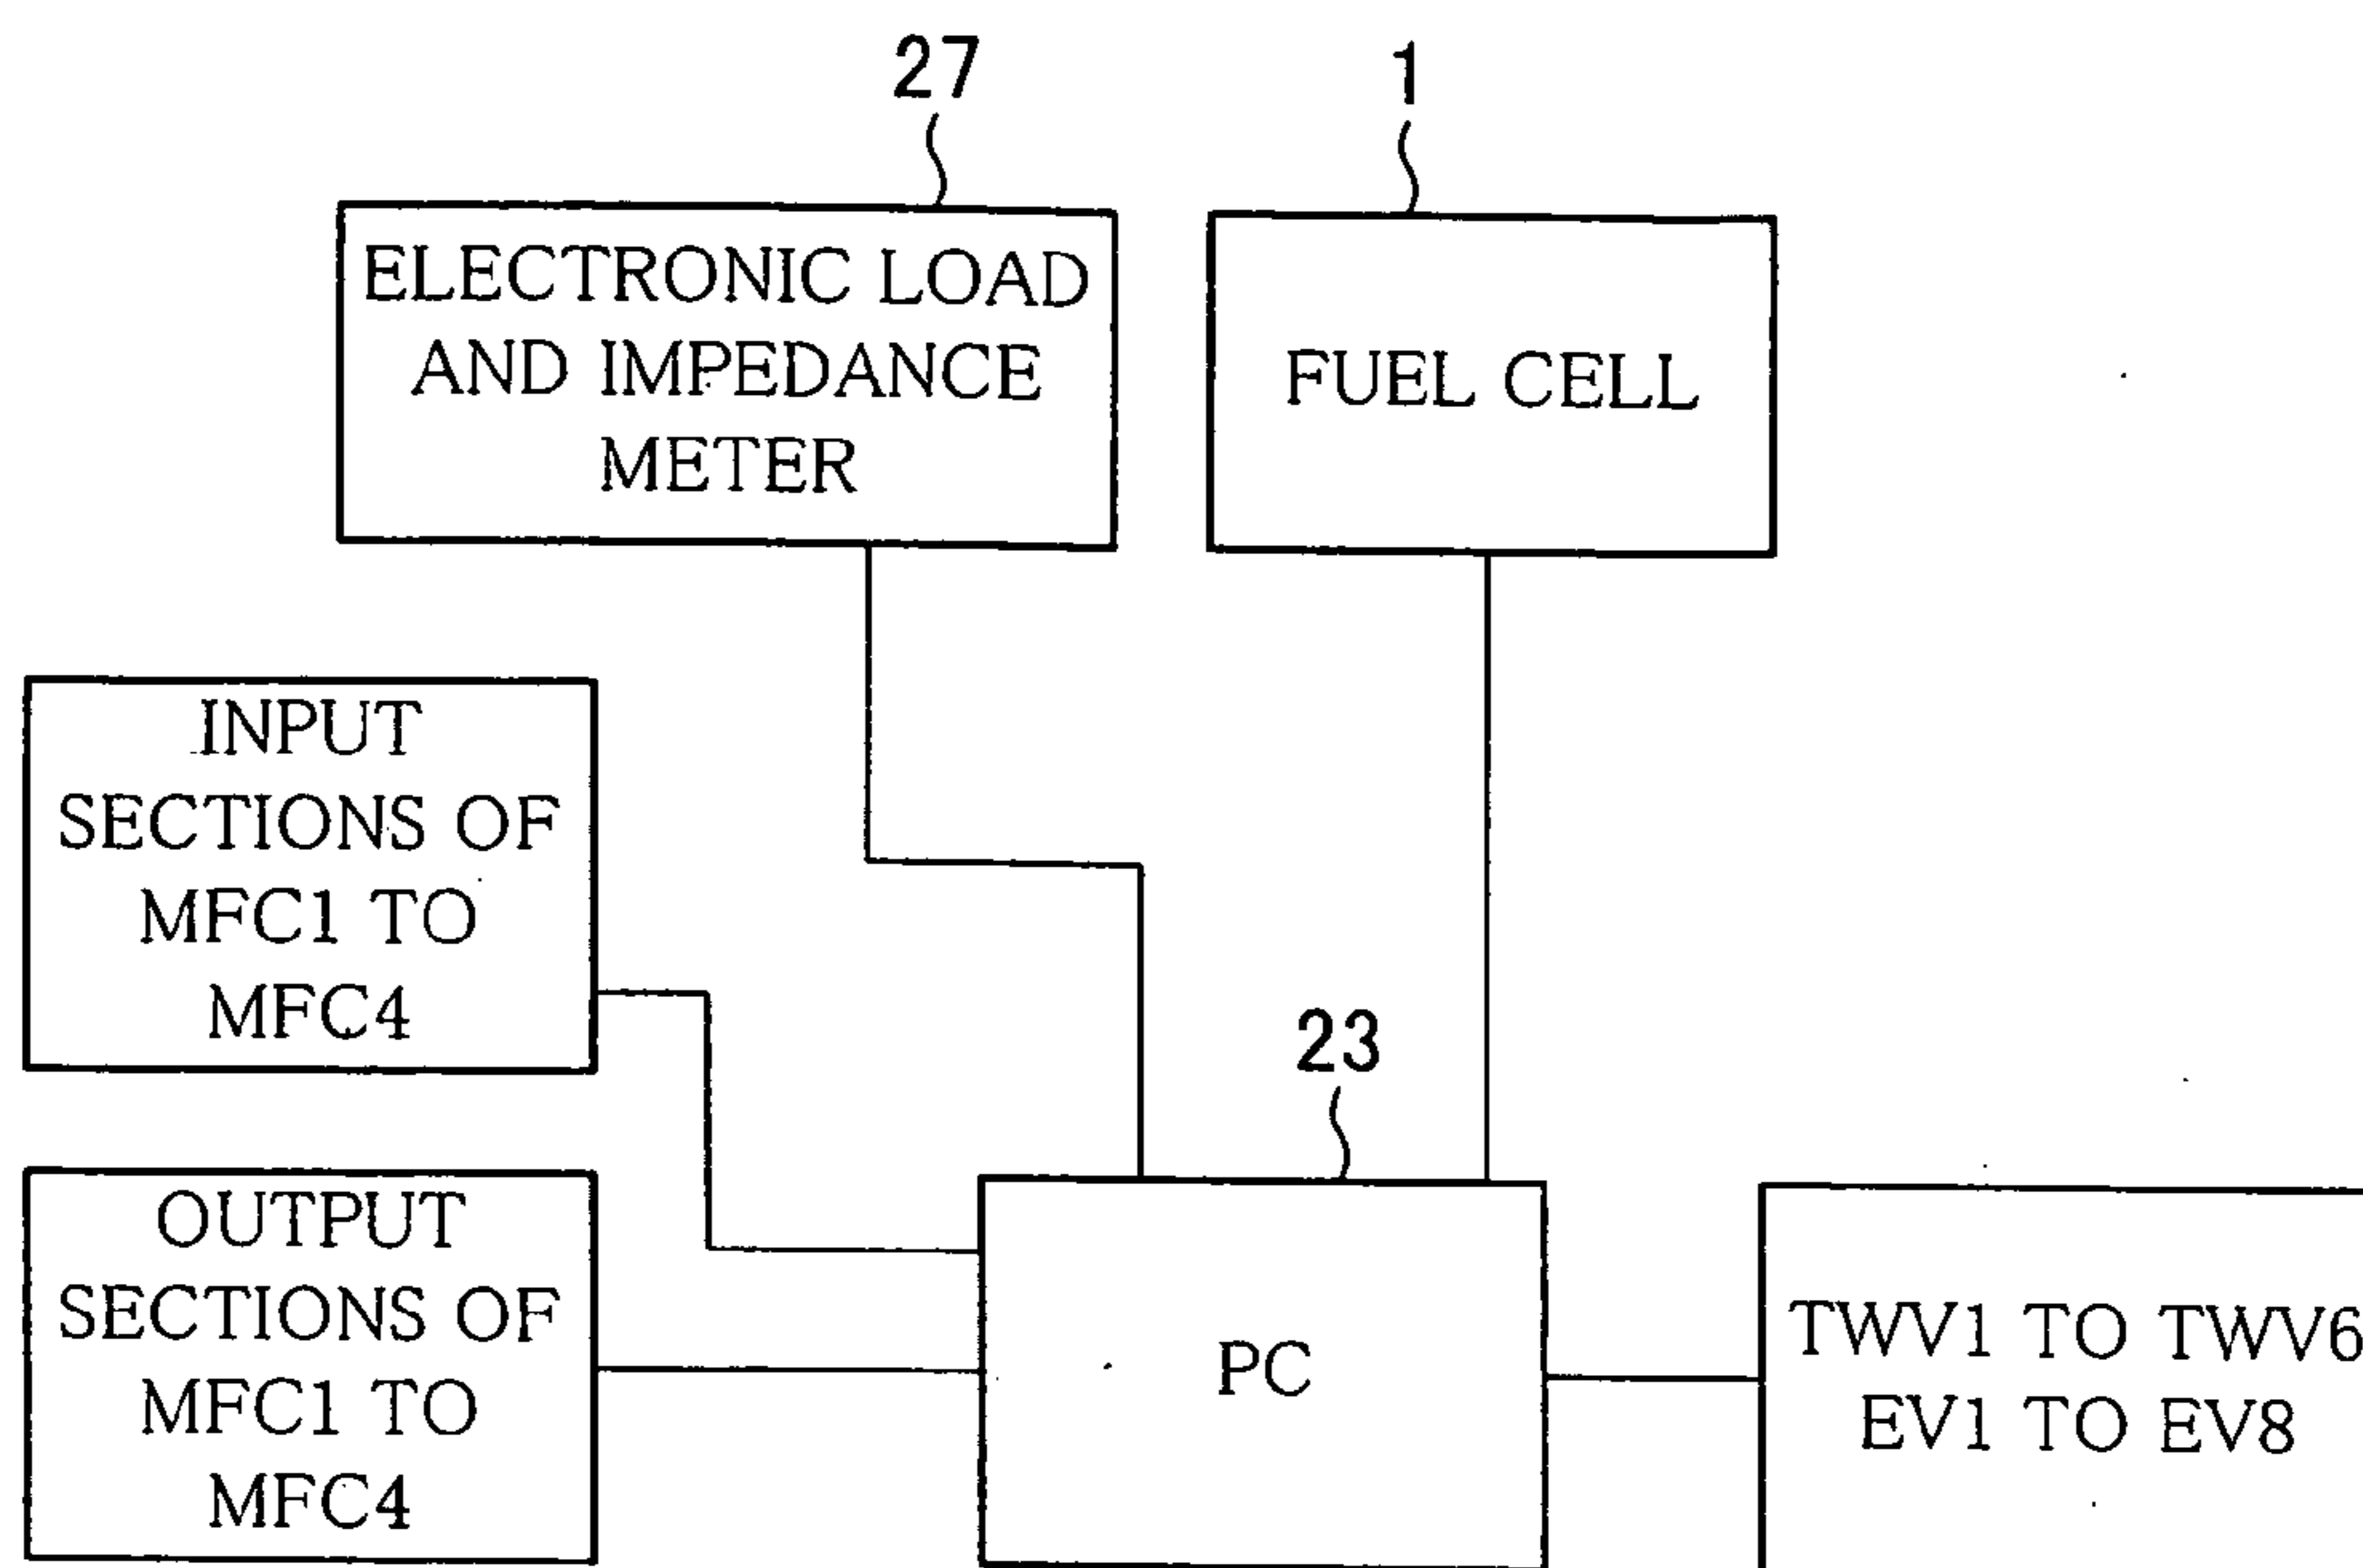 27
1
ELECTRONIC LOAD
AND IMPEDANCE
METER
FUEL CELL
INPUT
SECTIONS OF
MFC1 TO
MFC4
23
OUTPUT
SECTIONS OF
MFC1 TO
MFC4
PC
TWV1 TO TWV6
EV1 TO EV8